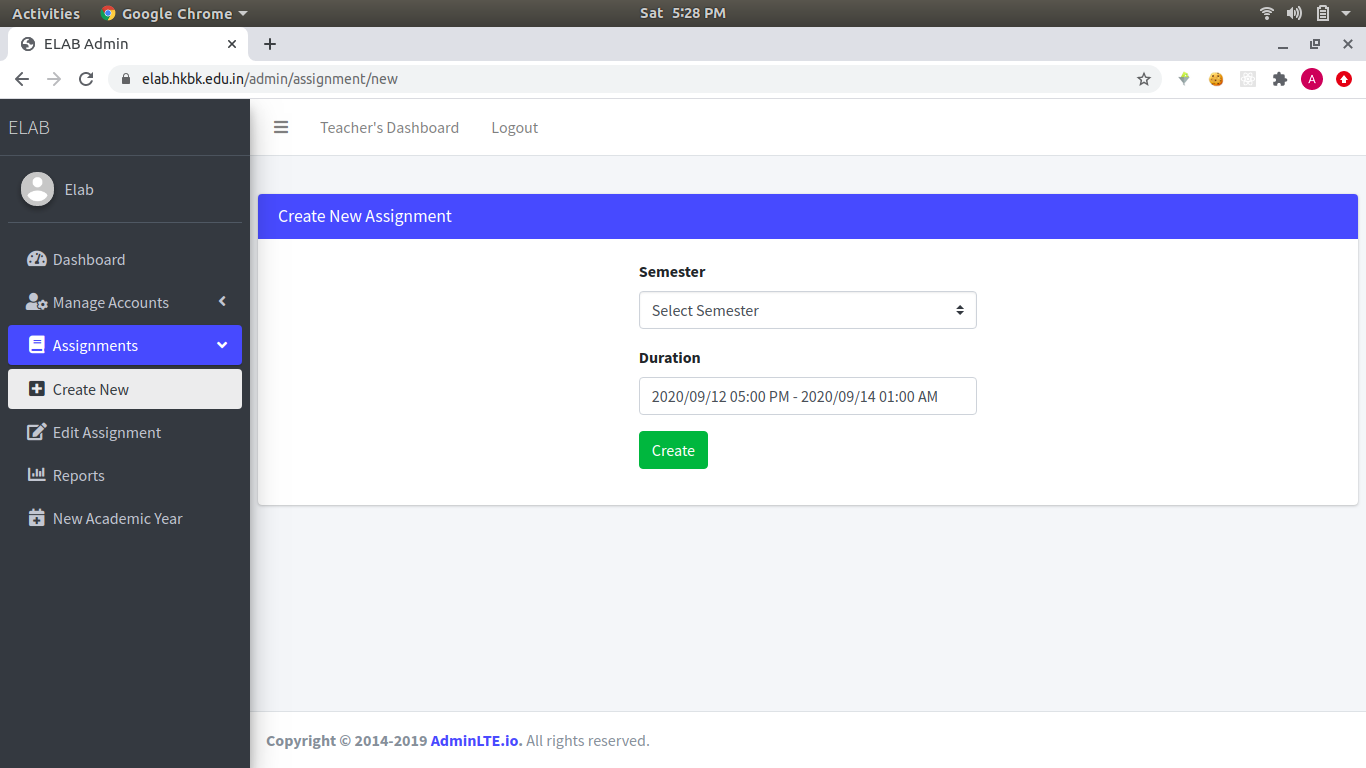 Activities Google Chrome Sat 5:28 PM
ELAB Admin
elab.hkbk.edu.in/admin/assignment/new A
ELAB Teacher's Dashboard Logout
Elab
Dashboard
Manage Accounts
Assignments
Create New
Edit Assignment
Reports
New Academic Year
Create New Assignment
Semester
Select Semester
Duration
2020/09/12 05:00 PM - 2020/09/14 01:00 AM
Create
Copyright © 2014-2019 AdminLTE.io. All rights reserved.